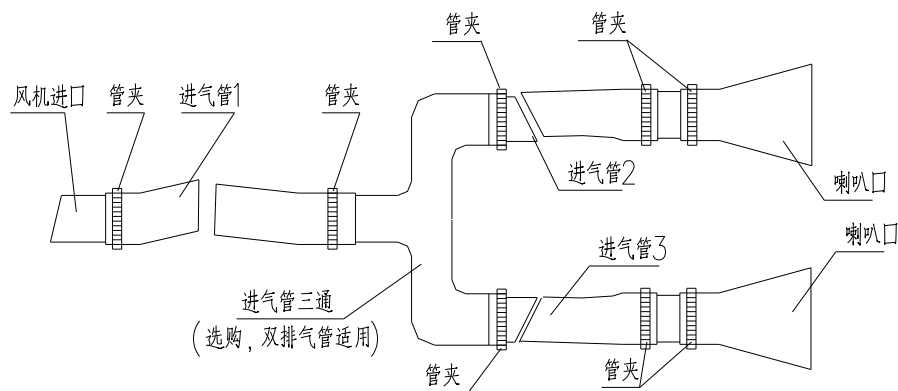 管夹
管夹
风机进口
管夹
进气管1
管夹
进气管2
喇叭口
喇叭口
进气管3
进气管三通
(选购，双排气管适用)
管夹
管夹